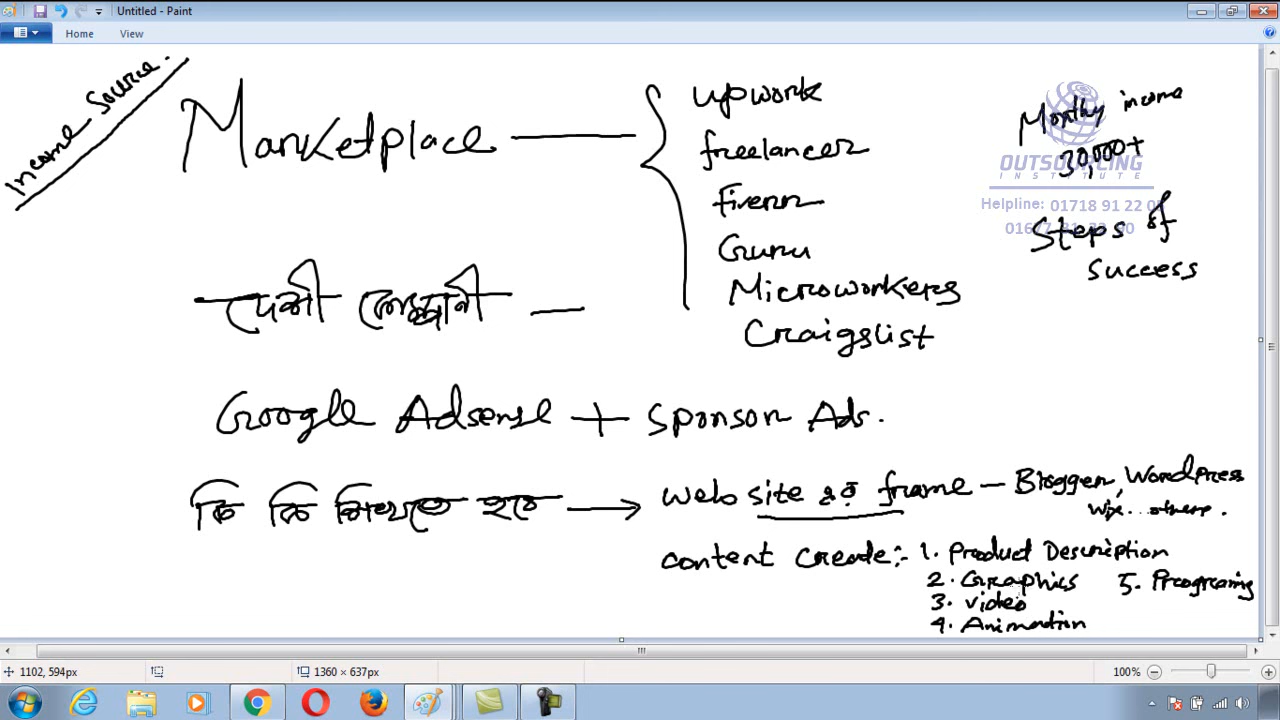 Untitled - Paint
Home
View
Income Source.
Marketplace
upwork
freelancer
Fiverr
Guru
Microworkers
Craigslist
Monthly income
30,000+
Steps of
success
OUTSOURCING
INSTITUTE
Helpline: 01718 91 22 0
দেশী কোম্পানী —
Google Adsense + Sponsor Ads.
কি কি শিখতে হবে → web site এর frame — Blogger, WordPress
wix... others.
content create:- 1. Product Description
2. Graphics
5. Programing
3. video
4. Animation
1102, 594px
1360 × 637px
100%